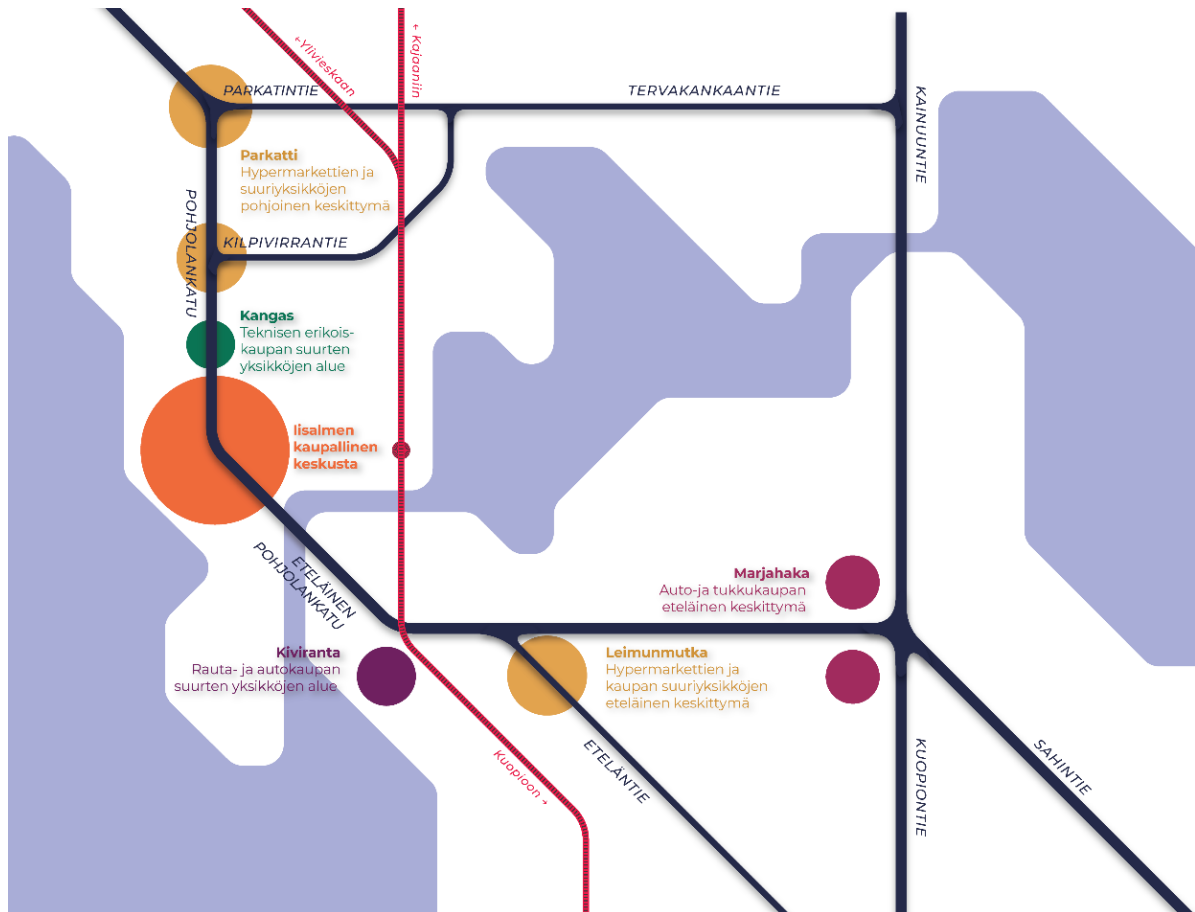 ← Ylivieskaan
← Kajaaniin
PARKATINTIE
TERVAKANKAANTIE
KAINUUNTIE
Parkatti
Hypermarkettien ja
suuriyksikköjen
pohjoinen keskittymä
POHJOLANKATU
KILPIVIRRANTIE
Kangas
Teknisen erikois-
kaupan suurten
yksikköjen alue
Iisalmen
kaupallinen
keskusta
ETELÄINEN
POHJOLANKATU
Marjahaka
Auto-ja tukkukaupan
eteläinen keskittymä
Kiviranta
Rauta- ja autokaupan
suurten yksikköjen alue
Leimunmutka
Hypermarkettien ja
kaupan suuriyksikköjen
eteläinen keskittymä
Kuopioon →
ETELÄNTIE
KUOPIONTIE
SAHINTIE